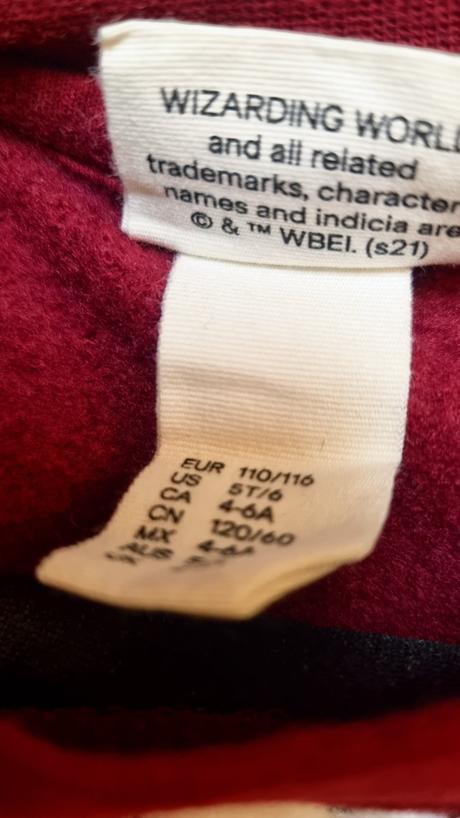 WIZARDING WORL
and all related
trademarks, character
names and indicia are
© & ™ WBEI. (s21)
EUR 110/116
US 5T/6
CA 4-6A
CN 120/60
MX 4-6A
AUS